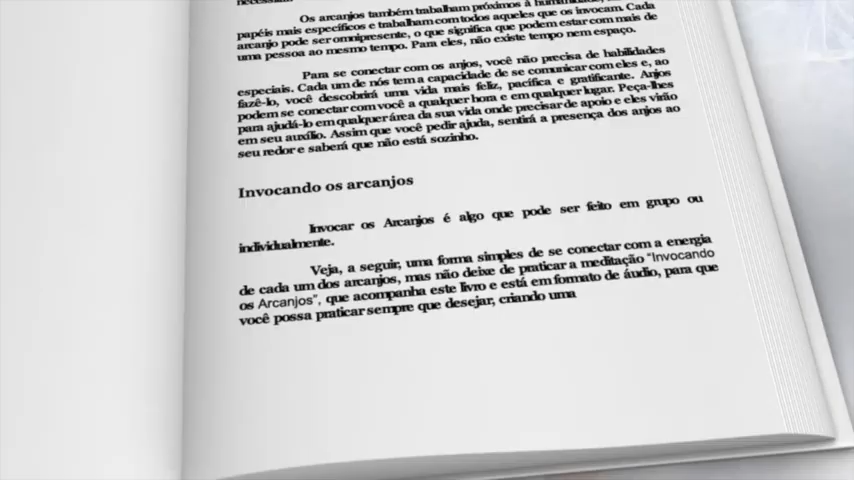 necessitam.
Os arcanjos também trabalham próximos à humanidade,
papéis mais específicos e trabalham com todos aqueles que os invocam. Cada
arcanjo pode ser omnipresente, o que significa que podem estar com mais de
uma pessoa ao mesmo tempo. Para eles, não existe tempo nem espaço.
Para se conectar com os anjos, você não precisa de habilidades
especiais. Cada um de nós tem a capacidade de se comunicar com eles e, ao
fazê-lo, você descobrirá uma vida mais feliz, pacífica e gratificante. Anjos
podem se conectar com você a qualquer hora e em qualquer lugar. Peça-lhes
para ajudá-lo em qualquer área da sua vida onde precisar de apoio e eles virão
em seu auxílio. Assim que você pedir ajuda, sentirá a presença dos anjos ao
seu redor e saberá que não está sozinho.
Invocando os arcanjos
Invocar os Arcanjos é algo que pode ser feito em grupo ou
individualmente.
Veja, a seguir, uma forma simples de se conectar com a energia
de cada um dos arcanjos, mas não deixe de praticar a meditação “Invocando
os Arcanjos”, que acompanha este livro e está em formato de áudio, para que
você possa praticar sempre que desejar, criando uma